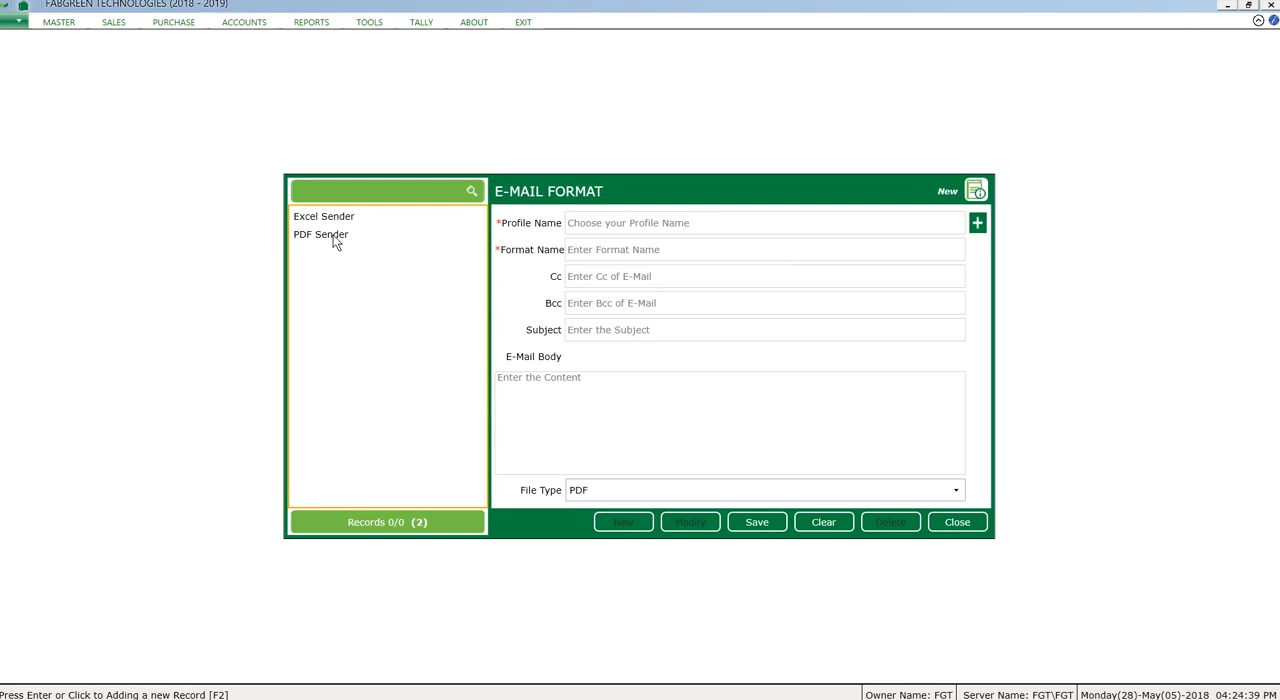 FABGREEN TECHNOLOGIES (2018 - 2019)
MASTER SALES PURCHASE ACCOUNTS REPORTS TOOLS TALLY ABOUT EXIT
E-MAIL FORMAT New
Excel Sender
PDF Sender
*Profile Name Choose your Profile Name
*Format Name Enter Format Name
Cc Enter Cc of E-Mail
Bcc Enter Bcc of E-Mail
Subject Enter the Subject
E-Mail Body
Enter the Content
File Type PDF
Records 0/0 (2) New Modify Save Clear Delete Close
Press Enter or Click to Adding a new Record [F2] Owner Name: FGT Server Name: FGT\FGT Monday(28)-May(05)-2018 04:24:39 PM